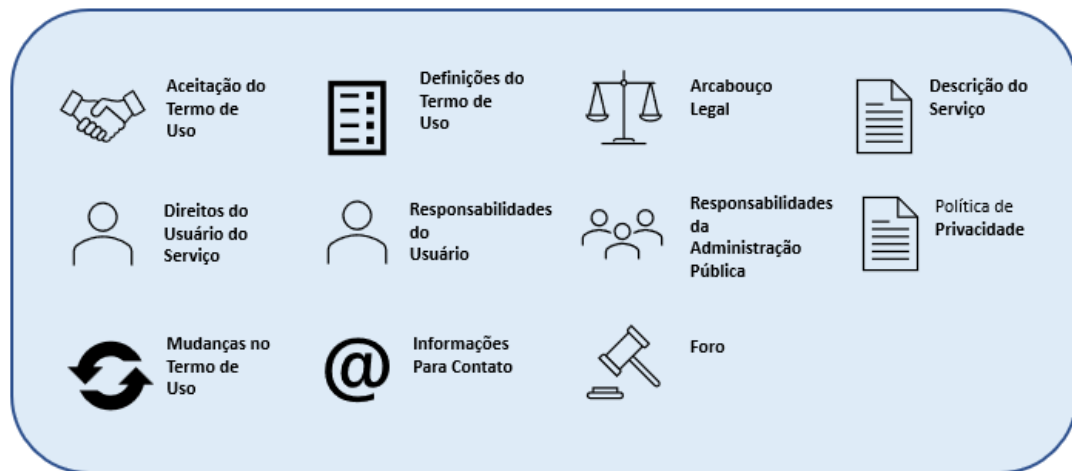 Aceitação do
Termo de
Uso
Definições do
Termo de
Uso
Arcabouço
Legal
Descrição do
Serviço
Direitos do
Usuário do
Serviço
Responsabilidades
do
Usuário
Responsabilidades
da
Administração
Pública
Política de
Privacidade
Mudanças no
Termo de
Uso
@
Informações
Para Contato
Foro